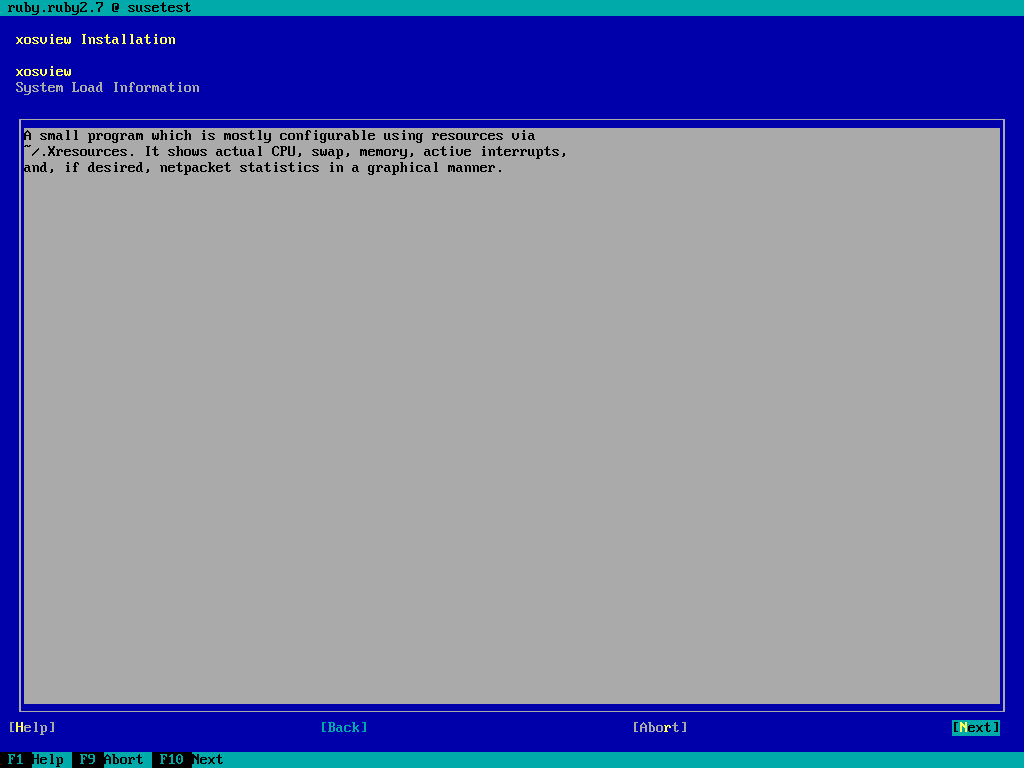 ruby.ruby2.7 @ susetest
xosview Installation
xosview
System Load Information
A small program which is mostly configurable using resources via
~/.Xresources. It shows actual CPU, swap, memory, active interrupts,
and, if desired, netpacket statistics in a graphical manner.
[Help] [Back] [Abort] [Next]
F1 Help F9 Abort F10 Next